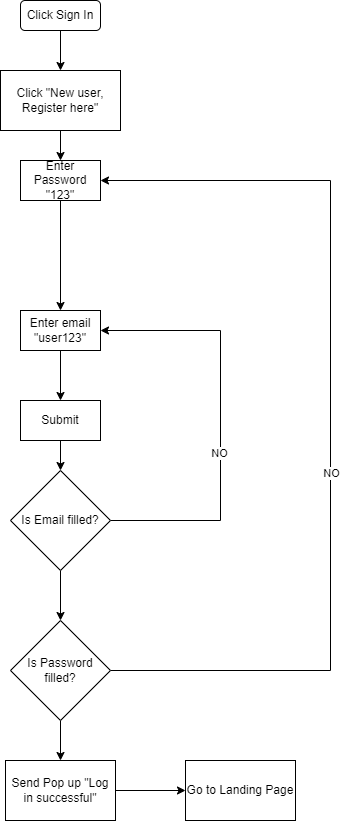 Click Sign In
Click "New user,
Register here"
Enter
Password
"123"
Enter email
"user123"
Submit
NO
NO
Is Email filled?
Is Password
filled?
Send Pop up "Log
in successful"
Go to Landing Page